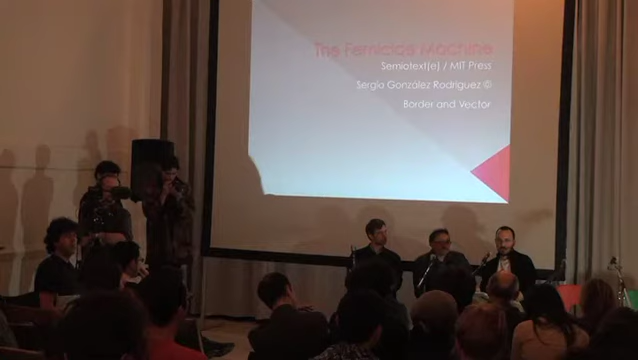 The Femicide Machine
Semiotext(e) / MIT Press
Sergio González Rodríguez ©
Border and Vector